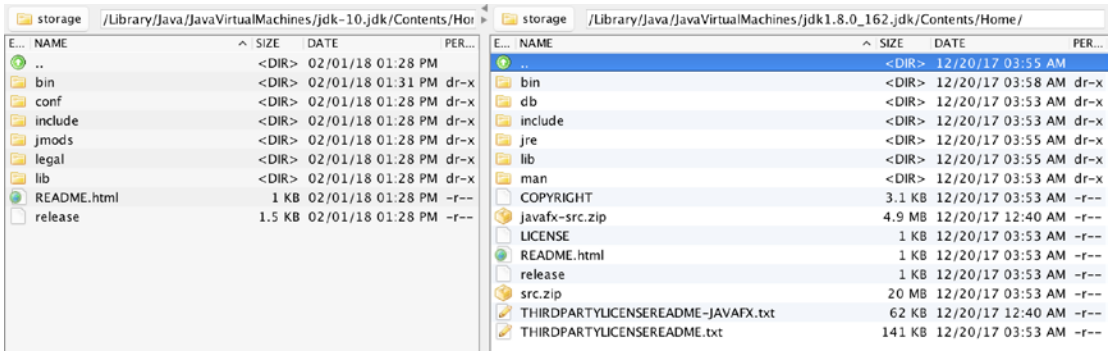 storage /Library/Java/JavaVirtualMachines/jdk-10.jdk/Contents/Hor
E... NAME SIZE DATE PER...
.. <DIR> 02/01/18 01:28 PM
bin <DIR> 02/01/18 01:31 PM dr-x
conf <DIR> 02/01/18 01:28 PM dr-x
include <DIR> 02/01/18 01:28 PM dr-x
jmods <DIR> 02/01/18 01:28 PM dr-x
legal <DIR> 02/01/18 01:28 PM dr-x
lib <DIR> 02/01/18 01:28 PM dr-x
README.html 1 KB 02/01/18 01:28 PM -r--
release 1.5 KB 02/01/18 01:28 PM -r--
storage /Library/Java/JavaVirtualMachines/jdk1.8.0_162.jdk/Contents/Home/
E... NAME SIZE DATE PER...
.. <DIR> 12/20/17 03:55 AM
bin <DIR> 12/20/17 03:58 AM dr-x
db <DIR> 12/20/17 03:53 AM dr-x
include <DIR> 12/20/17 03:55 AM dr-x
jre <DIR> 12/20/17 03:55 AM dr-x
lib <DIR> 12/20/17 03:55 AM dr-x
man <DIR> 12/20/17 03:53 AM dr-x
COPYRIGHT 3.1 KB 12/20/17 03:53 AM -r--
javafx-src.zip 4.9 MB 12/20/17 12:40 AM -r--
LICENSE 1 KB 12/20/17 03:53 AM -r--
README.html 1 KB 12/20/17 03:53 AM -r--
release 1 KB 12/20/17 03:53 AM -r--
src.zip 20 MB 12/20/17 03:53 AM -r--
THIRDPARTYLICENSEREADME-JAVAFX.txt 62 KB 12/20/17 12:40 AM -r--
THIRDPARTYLICENSEREADME.txt 141 KB 12/20/17 03:53 AM -r--